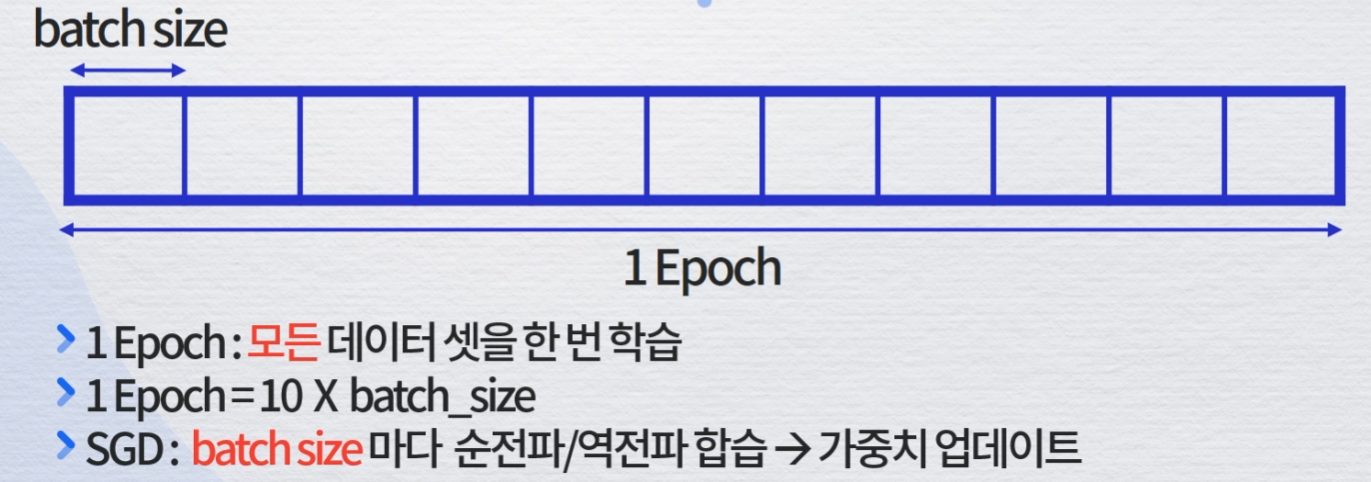 batch size
1 Epoch
1 Epoch : 모든 데이터 셋을 한 번 학습
1 Epoch = 10 X batch_size
SGD : batch size 마다 순전파/역전파 합습 → 가중치 업데이트